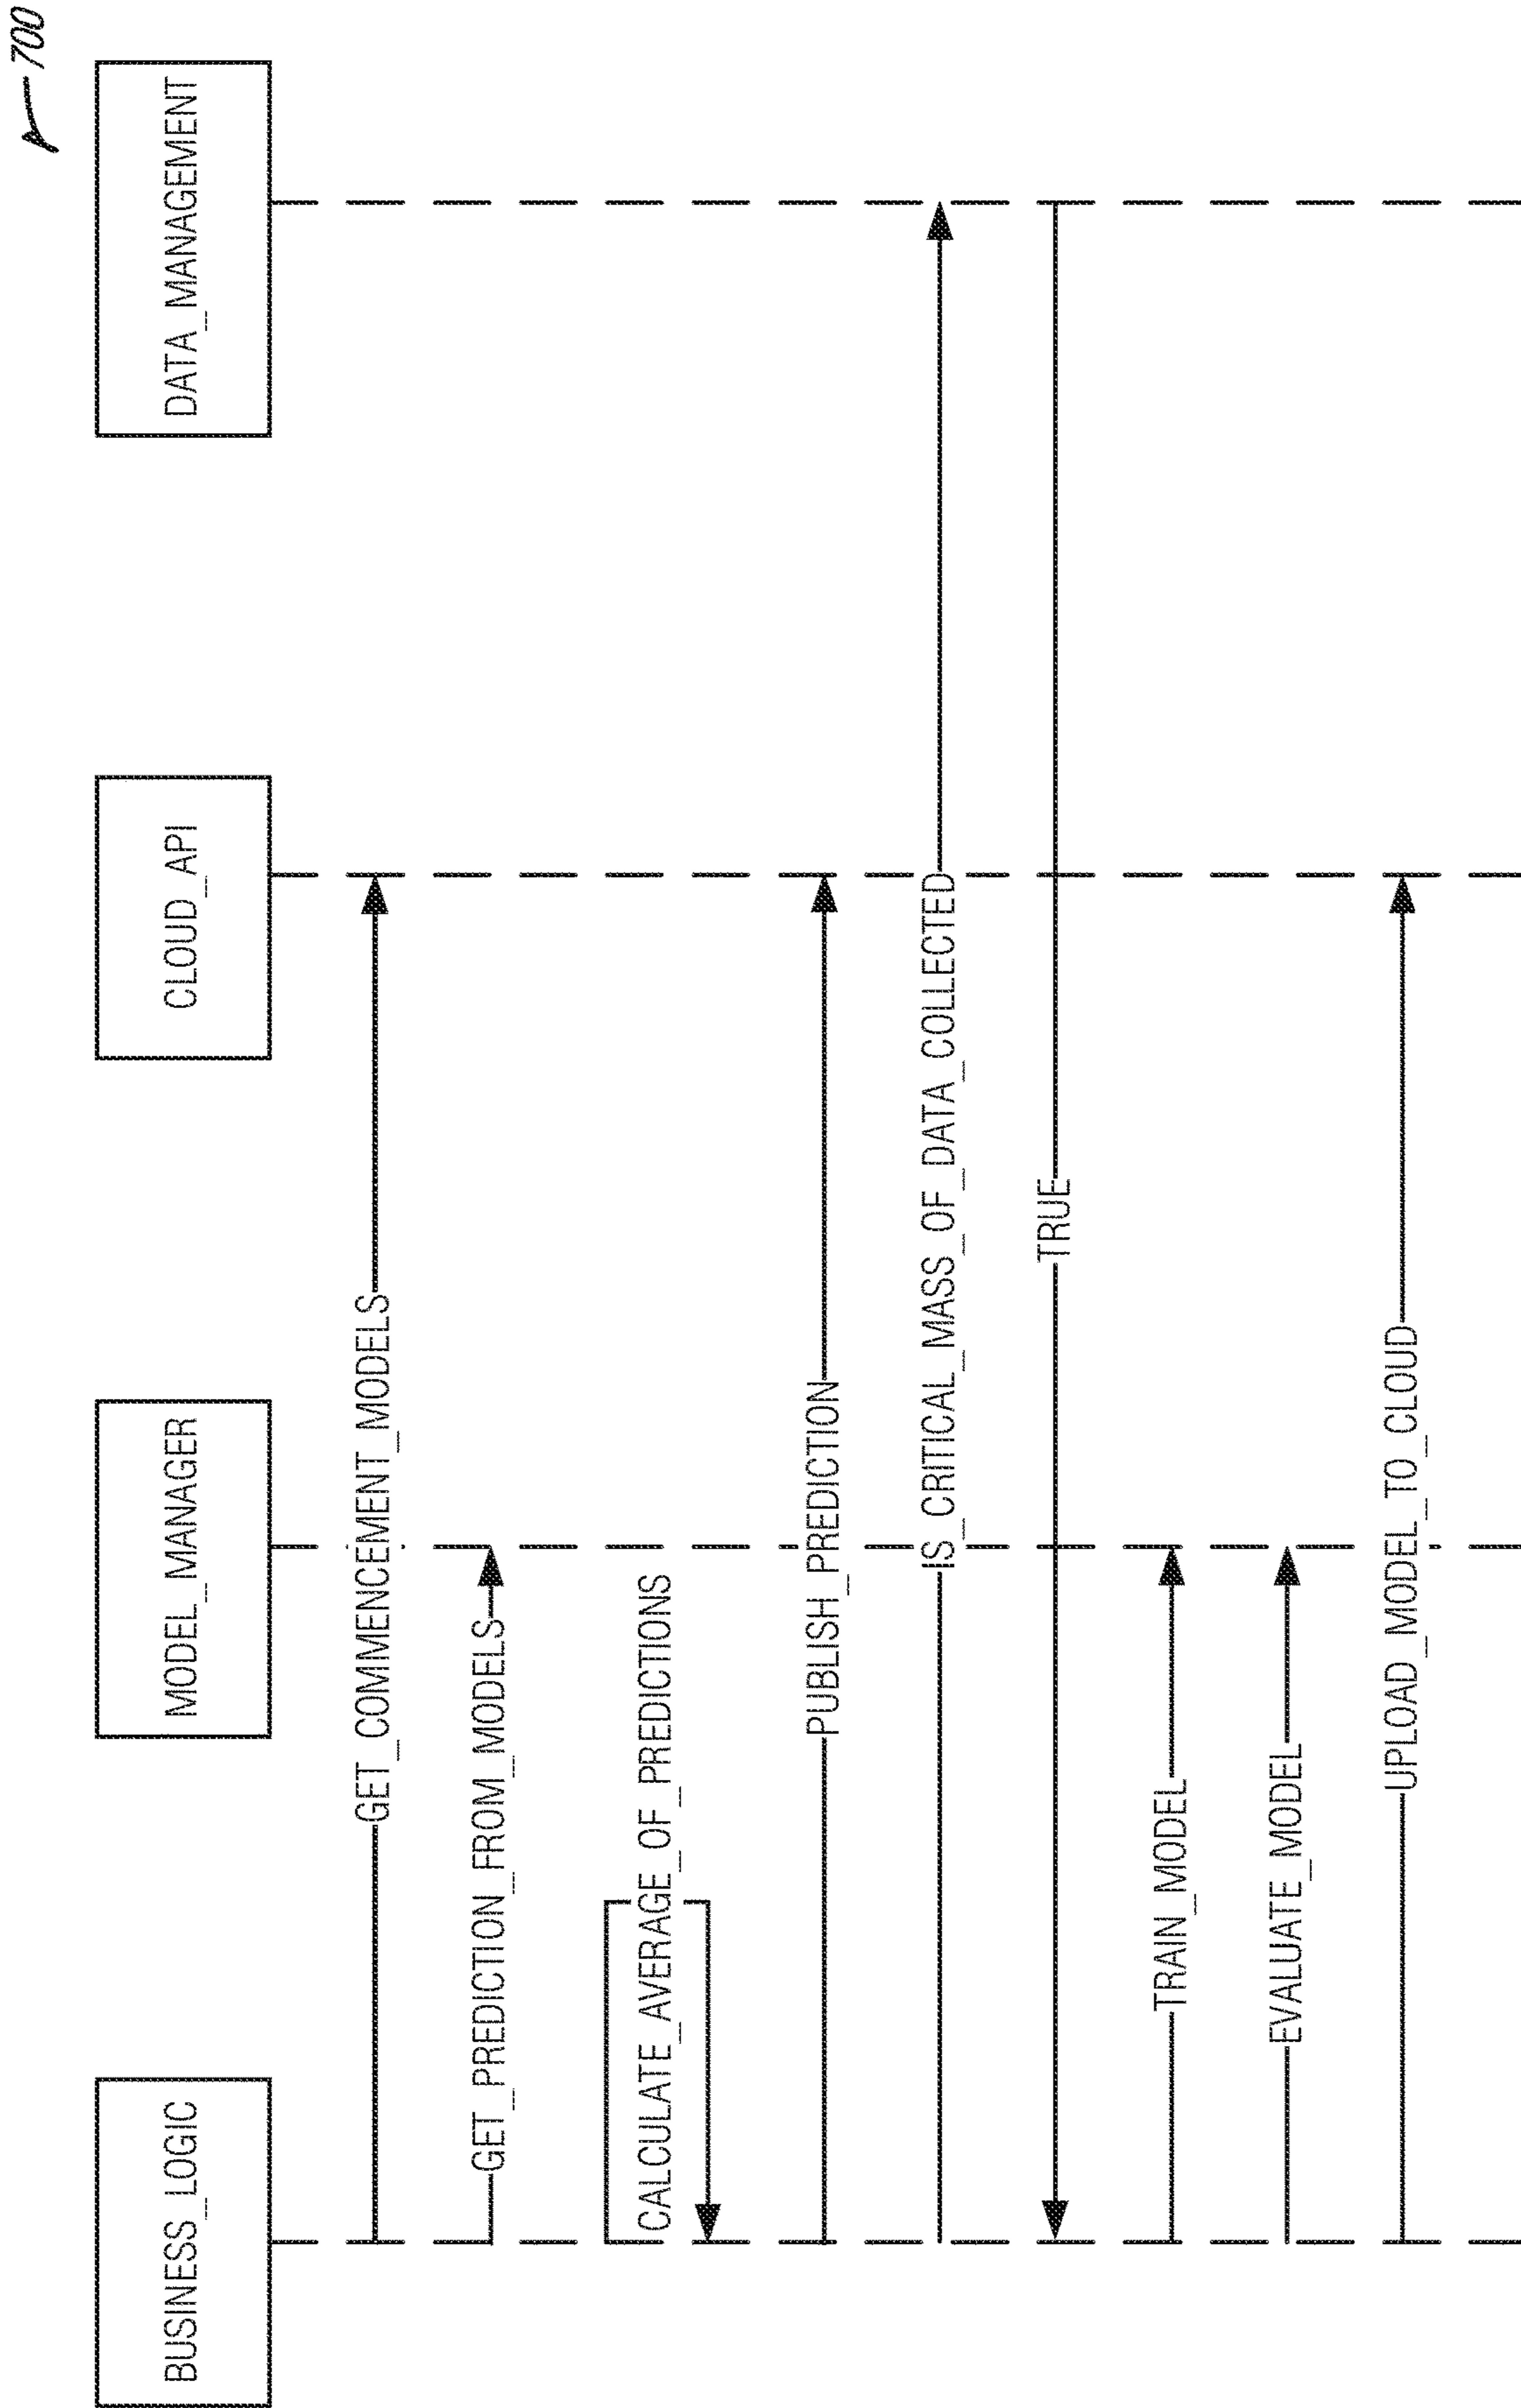 700
BUSINESS_LOGIC
MODEL_MANAGER
CLOUD_API
DATA_MANAGEMENT
GET_COMMENCEMENT_MODELS
GET_PREDICTION_FROM_MODELS
CALCULATE_AVERAGE_OF_PREDICTIONS
PUBLISH_PREDICTION
IS_CRITICAL_MASS_OF_DATA_COLLECTED
TRUE
TRAIN_MODEL
EVALUATE_MODEL
UPLOAD_MODEL_TO_CLOUD